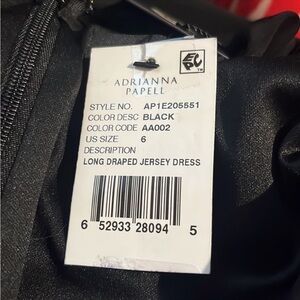 ADRIANNA
PAPELL
STYLE NO. AP1E205551
COLOR DESC BLACK
COLOR CODE AA002
US SIZE 6
DESCRIPTION
LONG DRAPED JERSEY DRESS
6 52933 28094 5